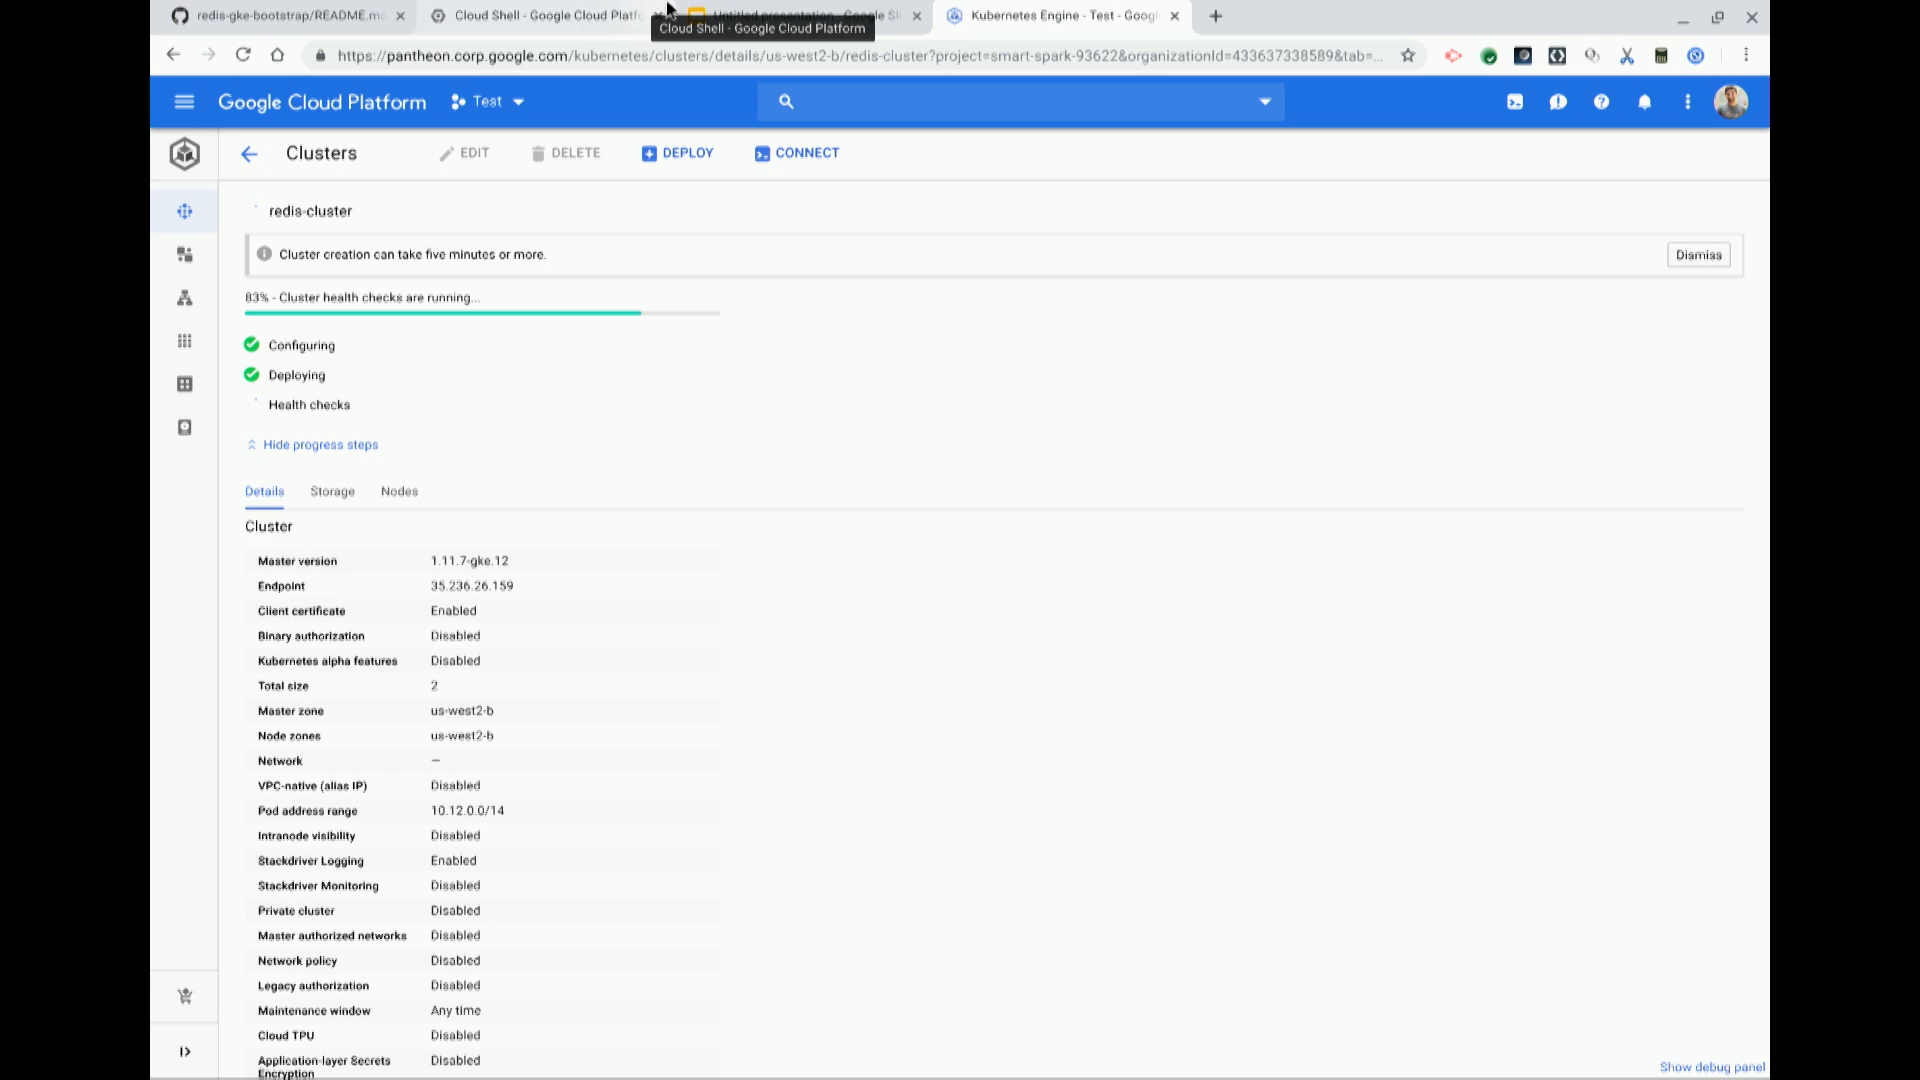 redis-gke-bootstrap/README.m
Cloud Shell - Google Cloud Platfo
Untitled presentation - Google Sli
Kubernetes Engine - Test - Googl
Cloud Shell - Google Cloud Platform
https://pantheon.corp.google.com/kubernetes/clusters/details/us-west2-b/redis-cluster?project=smart-spark-93622&organizationId=433637338589&tab=...
Google Cloud Platform
Test
Clusters
EDIT
DELETE
DEPLOY
CONNECT
redis-cluster
Cluster creation can take five minutes or more.
Dismiss
83% - Cluster health checks are running...
Configuring
Deploying
Health checks
Hide progress steps
Details
Storage
Nodes
Cluster
Master version 1.11.7-gke.12
Endpoint 35.236.26.159
Client certificate Enabled
Binary authorization Disabled
Kubernetes alpha features Disabled
Total size 2
Master zone us-west2-b
Node zones us-west2-b
Network –
VPC-native (alias IP) Disabled
Pod address range 10.12.0.0/14
Intranode visibility Disabled
Stackdriver Logging Enabled
Stackdriver Monitoring Disabled
Private cluster Disabled
Master authorized networks Disabled
Network policy Disabled
Legacy authorization Disabled
Maintenance window Any time
Cloud TPU Disabled
Application-layer Secrets Disabled
Encryption
Show debug panel